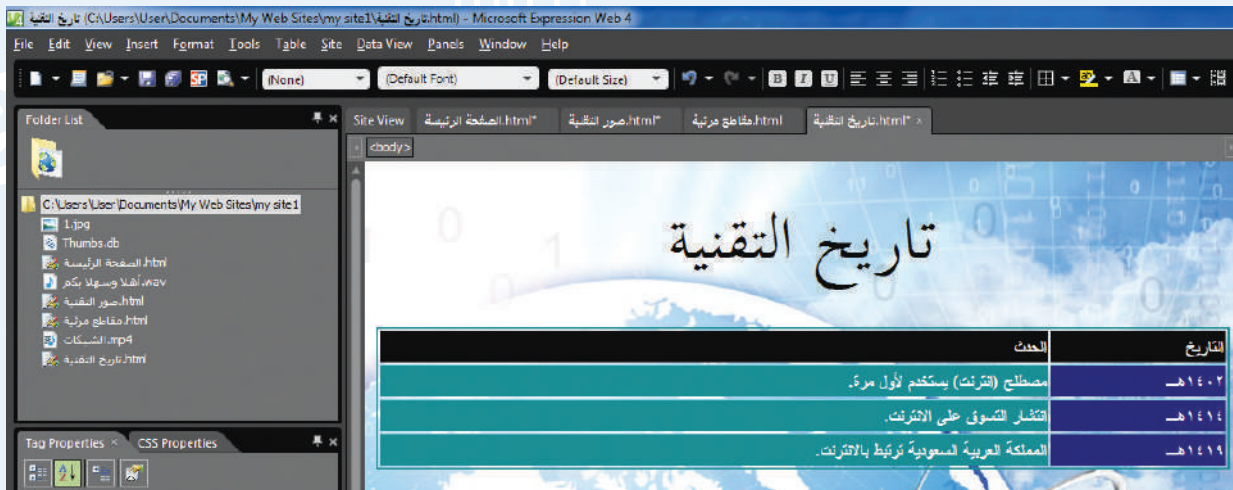 تاريخ التقنية (C:\Users\User\Documents\My Web Sites\my site1\تاريخ التقنية.html) - Microsoft Expression Web 4
File Edit View Insert Format Tools Table Site Data View Panels Window Help
(None) (Default Font) (Default Size) B I U A
Folder List
Site View الصفحة الرئيسة.html* صور التقنية.html* مقاطع مرئية.html تاريخ التقنية.html* ×
<body>
C:\Users\User\Documents\My Web Sites\my site1
1.jpg
Thumbs.db
الصفحة الرئيسة.html
أهلا وسهلا بكم.wav
صور التقنية.html
مقاطع مرئية.html
الشبكات.mp4
تاريخ التقنية.html
Tag Properties × CSS Properties
تاريخ التقنية
التاريخ الحدث
١٤٠٢هـ مصطلح (انترنت) يستخدم لأول مرة.
١٤١٤هـ انتشار التسوق على الانترنت.
١٤١٩هـ المملكة العربية السعودية ترتبط بالانترنت.